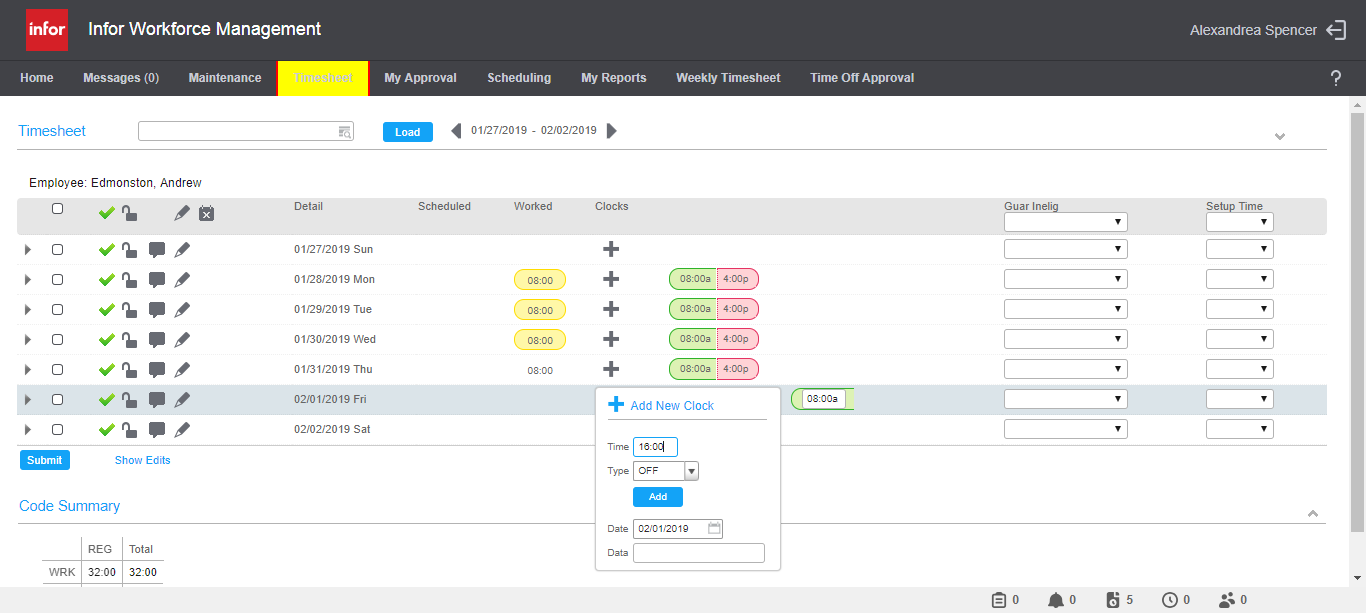 infor Infor Workforce Management Alexandrea Spencer
Home Messages (0) Maintenance Timesheet My Approval Scheduling My Reports Weekly Timesheet Time Off Approval ?
Timesheet Load 01/27/2019 - 02/02/2019
Employee: Edmonston, Andrew
Detail Scheduled Worked Clocks Guar Inelig Setup Time
01/27/2019 Sun
01/28/2019 Mon 08:00 08:00a 4:00p
01/29/2019 Tue 08:00 08:00a 4:00p
01/30/2019 Wed 08:00 08:00a 4:00p
01/31/2019 Thu 08:00 08:00a 4:00p
02/01/2019 Fri 08:00a
02/02/2019 Sat
Add New Clock
Time 16:00
Type OFF
Add
Date 02/01/2019
Data
Submit Show Edits
Code Summary
REG Total
WRK 32:00 32:00
0 0 5 0 0